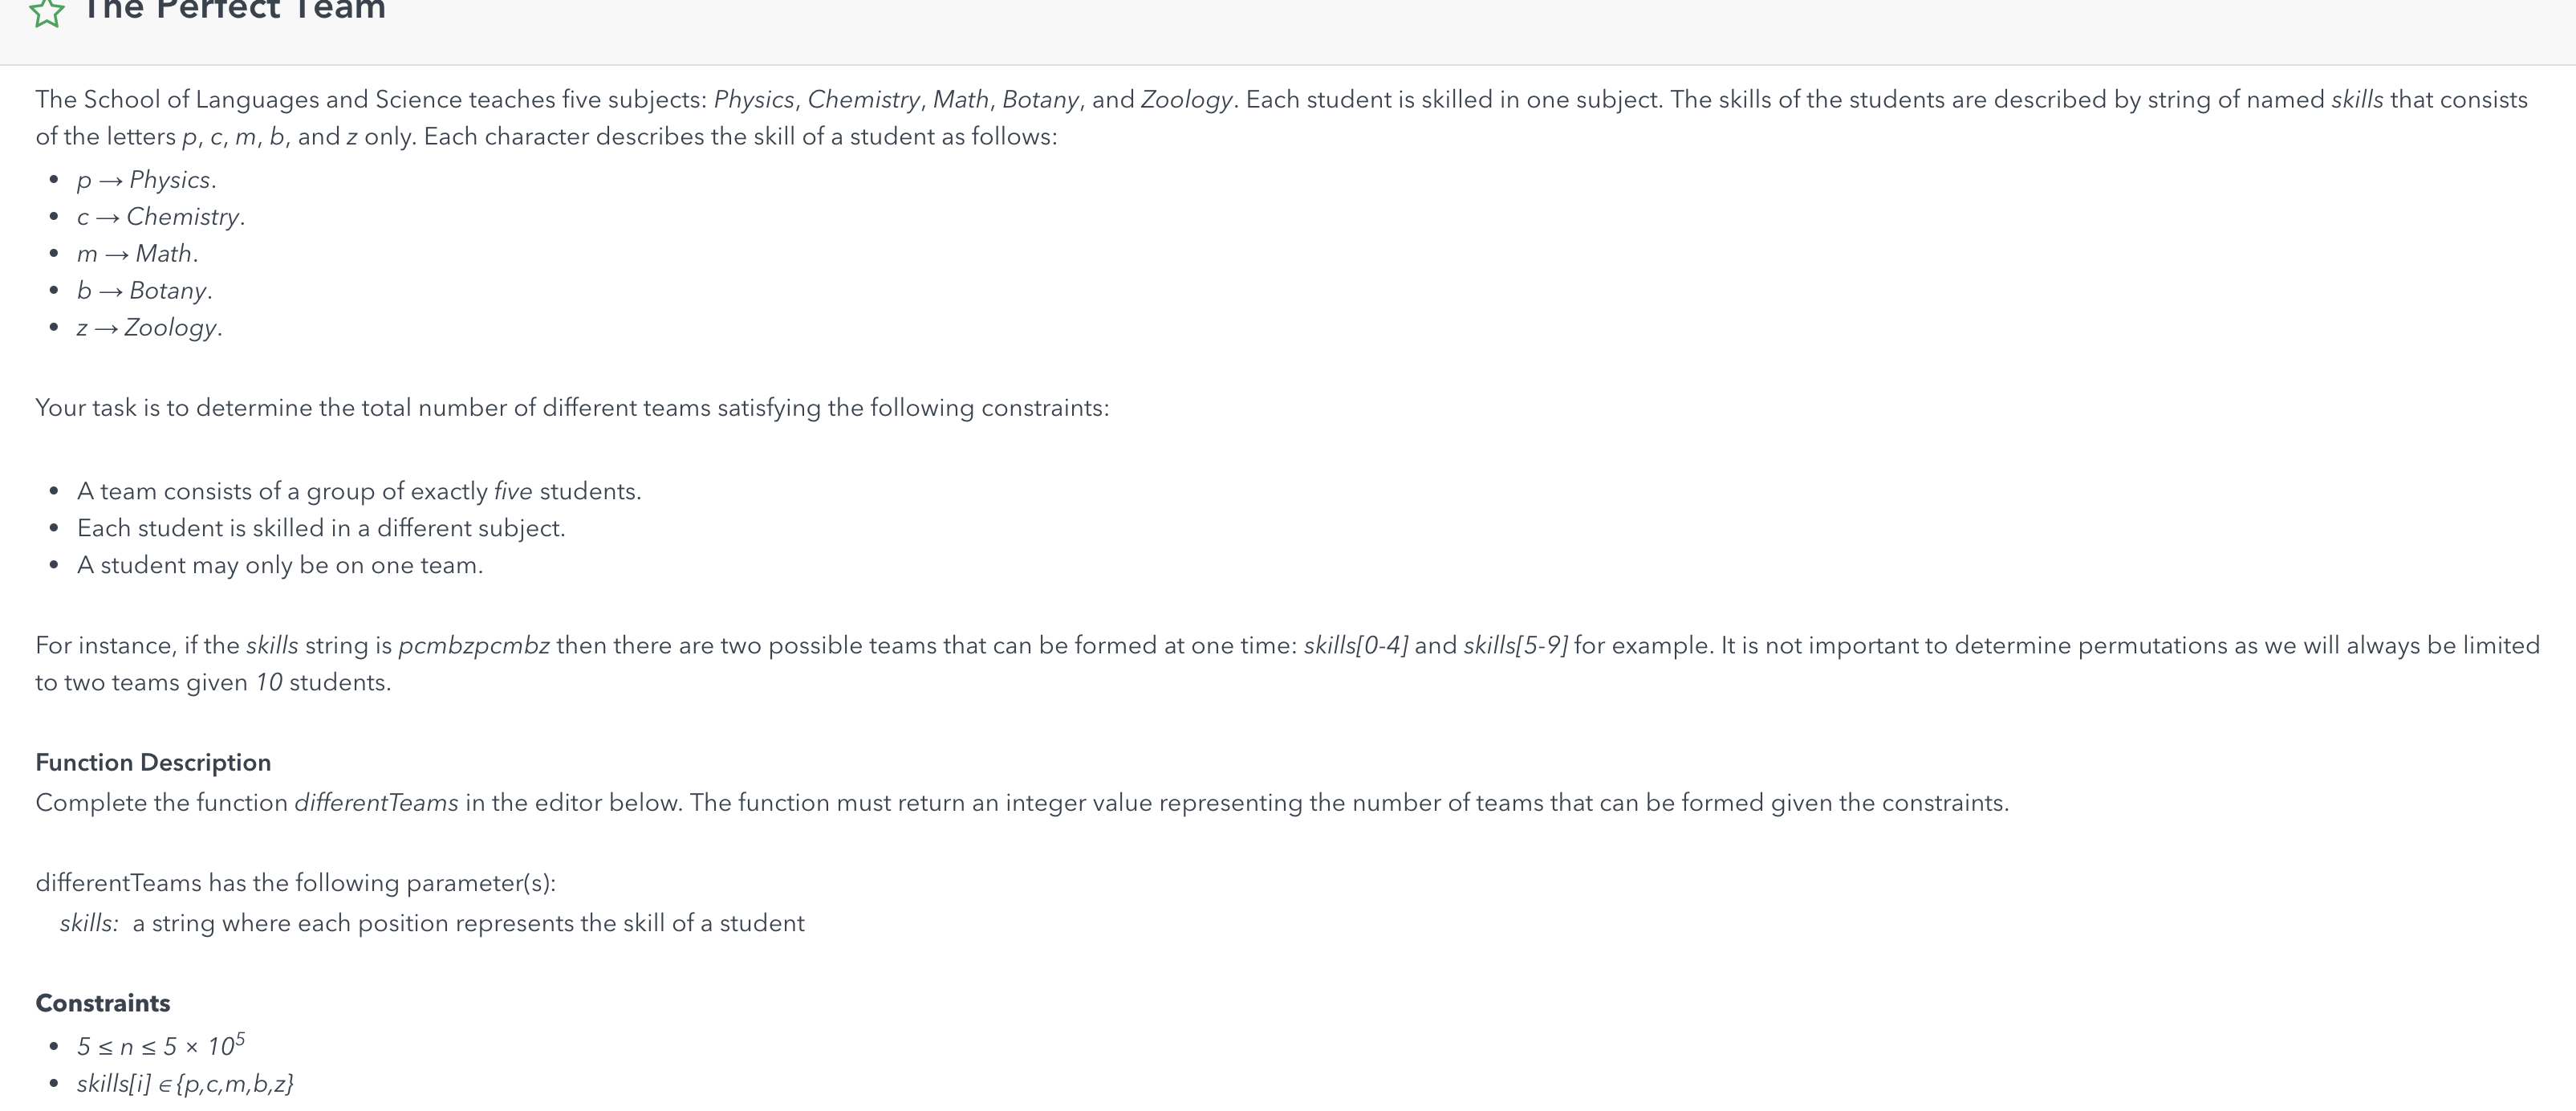 The Perfect Team
The School of Languages and Science teaches five subjects: Physics, Chemistry, Math, Botany, and Zoology. Each student is skilled in one subject. The skills of the students are described by string of named skills that consists
of the letters p, c, m, b, and z only. Each character describes the skill of a student as follows:
• p → Physics.
• c → Chemistry.
• m → Math.
• b → Botany.
• z → Zoology.
Your task is to determine the total number of different teams satisfying the following constraints:
• A team consists of a group of exactly five students.
• Each student is skilled in a different subject.
• A student may only be on one team.
For instance, if the skills string is pcmbzpcmbz then there are two possible teams that can be formed at one time: skills[0-4] and skills[5-9] for example. It is not important to determine permutations as we will always be limited
to two teams given 10 students.
Function Description
Complete the function differentTeams in the editor below. The function must return an integer value representing the number of teams that can be formed given the constraints.
differentTeams has the following parameter(s):
skills: a string where each position represents the skill of a student
Constraints
• 5 ≤ n ≤ 5 × 10⁵
• skills[i] ∈ {p,c,m,b,z}